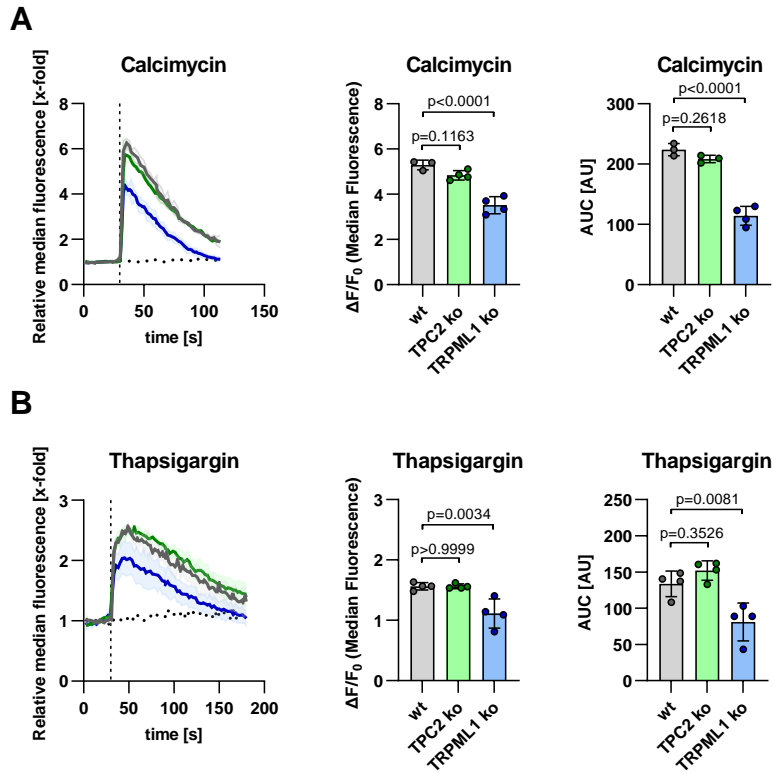 A
Calcimycin
Relative median fluorescence [x-fold]
8
6
4
2
0
0
50
100
150
time [s]
Calcimycin
ΔF/F0 (Median Fluorescence)
8
6
4
2
0
p<0.0001
p=0.1163
wt
TPC2 ko
TRPML1 ko
Calcimycin
AUC [AU]
300
200
100
0
p<0.0001
p=0.2618
wt
TPC2 ko
TRPML1 ko
B
Thapsigargin
Relative median fluorescence [x-fold]
3
2
1
0
0
50
100
150
200
time [s]
Thapsigargin
ΔF/F0 (Median Fluorescence)
3
2
1
0
p=0.0034
p>0.9999
wt
TPC2 ko
TRPML1 ko
Thapsigargin
AUC [AU]
250
200
150
100
50
0
p=0.0081
p=0.3526
wt
TPC2 ko
TRPML1 ko